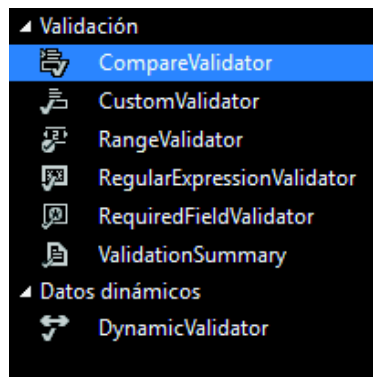 Validación
CompareValidator
CustomValidator
RangeValidator
RegularExpressionValidator
RequiredFieldValidator
ValidationSummary
Datos dinámicos
DynamicValidator